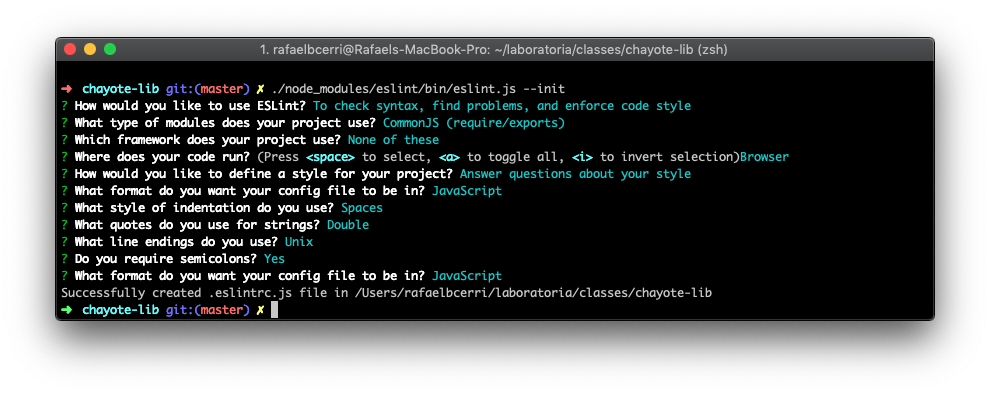 1. rafaelbcerri@Rafaels-MacBook-Pro: ~/laboratoria/classes/chayote-lib (zsh)
➜ chayote-lib git:(master) ✗ ./node_modules/eslint/bin/eslint.js --init
? How would you like to use ESLint? To check syntax, find problems, and enforce code style
? What type of modules does your project use? CommonJS (require/exports)
? Which framework does your project use? None of these
? Where does your code run? (Press <space> to select, <a> to toggle all, <i> to invert selection)Browser
? How would you like to define a style for your project? Answer questions about your style
? What format do you want your config file to be in? JavaScript
? What style of indentation do you use? Spaces
? What quotes do you use for strings? Double
? What line endings do you use? Unix
? Do you require semicolons? Yes
? What format do you want your config file to be in? JavaScript
Successfully created .eslintrc.js file in /Users/rafaelbcerri/laboratoria/classes/chayote-lib
➜ chayote-lib git:(master) ✗